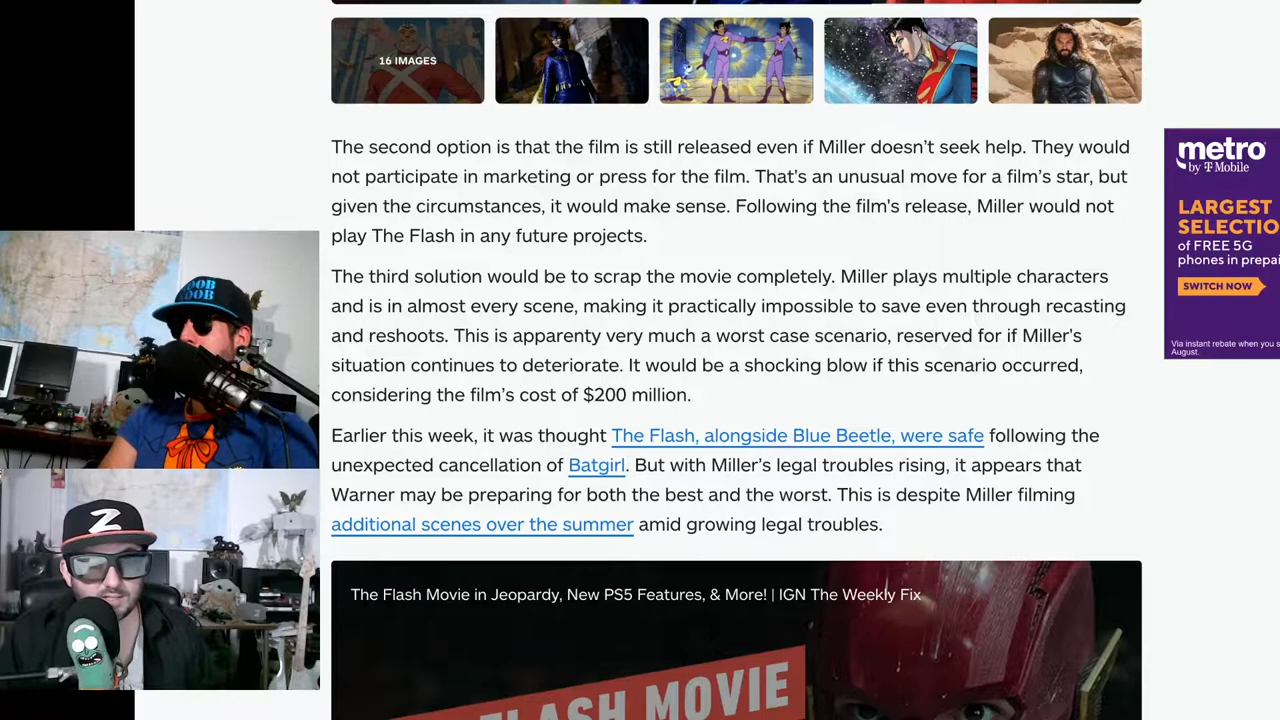 16 IMAGES
The second option is that the film is still released even if Miller doesn't seek help. They would
not participate in marketing or press for the film. That's an unusual move for a film's star, but
given the circumstances, it would make sense. Following the film's release, Miller would not
play The Flash in any future projects.
The third solution would be to scrap the movie completely. Miller plays multiple characters
and is in almost every scene, making it practically impossible to save even through recasting
and reshoots. This is apparenty very much a worst case scenario, reserved for if Miller's
situation continues to deteriorate. It would be a shocking blow if this scenario occurred,
considering the film's cost of $200 million.
Earlier this week, it was thought The Flash, alongside Blue Beetle, were safe following the
unexpected cancellation of Batgirl. But with Miller's legal troubles rising, it appears that
Warner may be preparing for both the best and the worst. This is despite Miller filming
additional scenes over the summer amid growing legal troubles.
The Flash Movie in Jeopardy, New PS5 Features, & More! | IGN The Weekly Fix
FLASH MOVIE
metro
by T Mobile
LARGEST
SELECTIO
of FREE 5G
phones in prepai
SWITCH NOW
Via instant rebate when you s
August.
Z